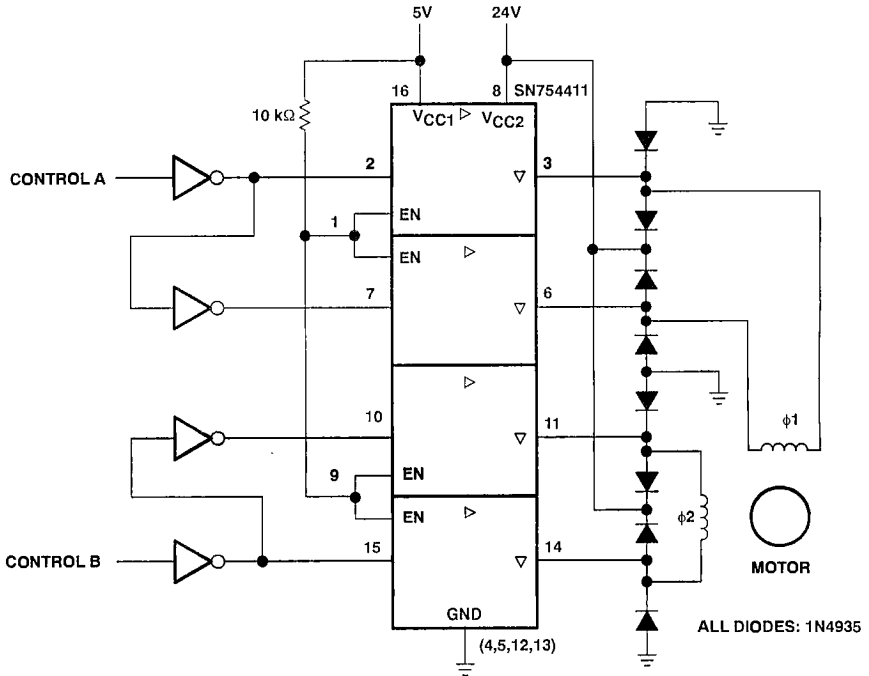 5V
24V
16
8
SN754411
10 kΩ
VCC1
VCC2
CONTROL A
2
3
1
EN
EN
7
6
10
11
φ1
9
EN
EN
φ2
CONTROL B
15
14
MOTOR
GND
(4,5,12,13)
ALL DIODES: 1N4935